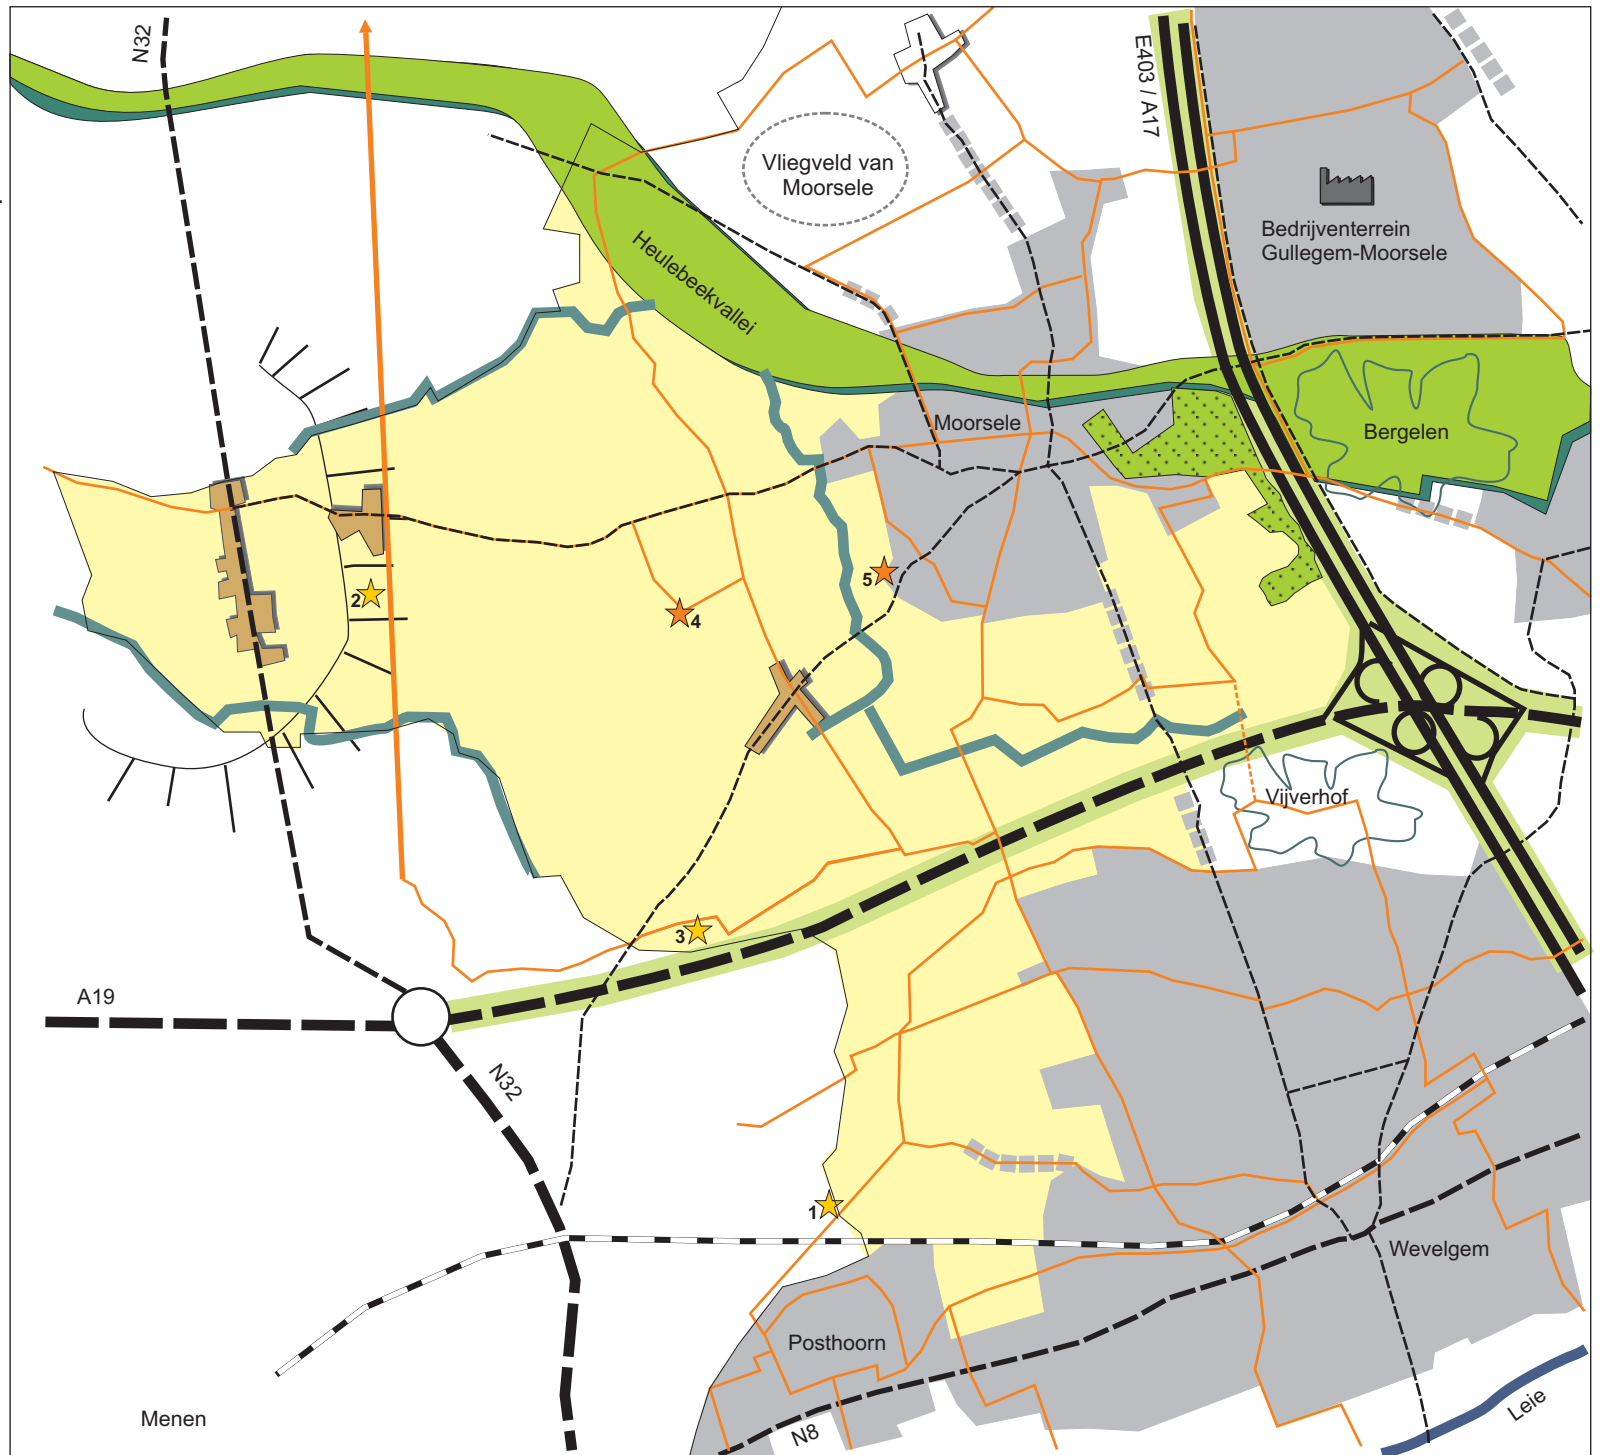 N32
E403 / A17
Vliegveld van
Moorsele
Bedrijventerrein
Gullegem-Moorsele
Heulebeekvallei
Moorsele
Bergelen
2
5
4
Vijverhof
3
A19
N32
1
Wevelgem
Posthoorn
Menen
N8
Leie